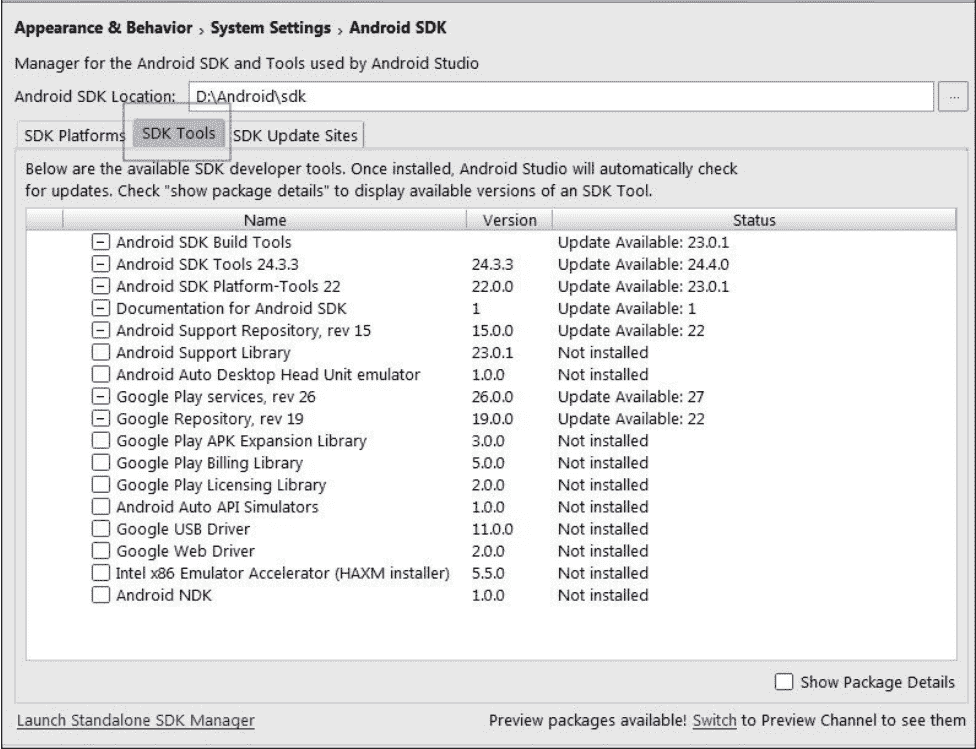 Appearance & Behavior › System Settings › Android SDK
Manager for the Android SDK and Tools used by Android Studio
Android SDK Location: D:\Android\sdk ...
SDK Platforms SDK Tools SDK Update Sites
Below are the available SDK developer tools. Once installed, Android Studio will automatically check
for updates. Check "show package details" to display available versions of an SDK Tool.
Name Version Status
Android SDK Build Tools Update Available: 23.0.1
Android SDK Tools 24.3.3 24.3.3 Update Available: 24.4.0
Android SDK Platform-Tools 22 22.0.0 Update Available: 23.0.1
Documentation for Android SDK 1 Update Available: 1
Android Support Repository, rev 15 15.0.0 Update Available: 22
Android Support Library 23.0.1 Not installed
Android Auto Desktop Head Unit emulator 1.0.0 Not installed
Google Play services, rev 26 26.0.0 Update Available: 27
Google Repository, rev 19 19.0.0 Update Available: 22
Google Play APK Expansion Library 3.0.0 Not installed
Google Play Billing Library 5.0.0 Not installed
Google Play Licensing Library 2.0.0 Not installed
Android Auto API Simulators 1.0.0 Not installed
Google USB Driver 11.0.0 Not installed
Google Web Driver 2.0.0 Not installed
Intel x86 Emulator Accelerator (HAXM installer) 5.5.0 Not installed
Android NDK 1.0.0 Not installed
Show Package Details
Launch Standalone SDK Manager Preview packages available! Switch to Preview Channel to see them